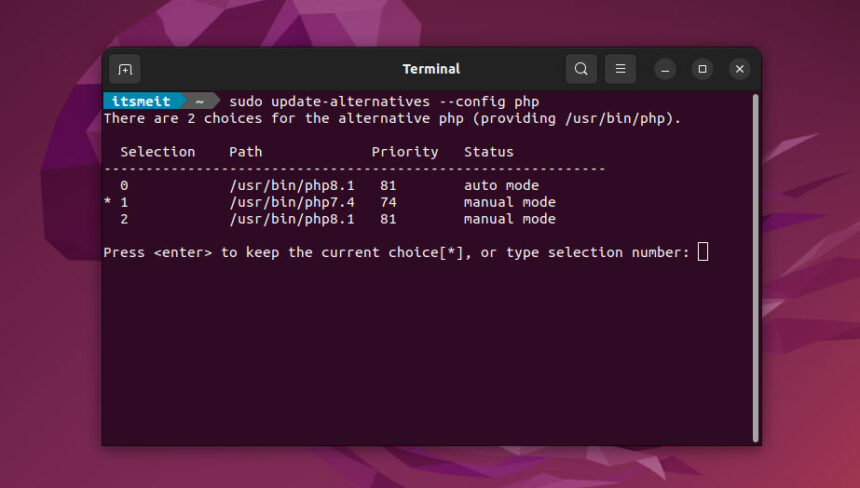 Terminal
itsmeit ~ sudo update-alternatives --config php
There are 2 choices for the alternative php (providing /usr/bin/php).
Selection Path Priority Status
------------------------------------------------------------
0 /usr/bin/php8.1 81 auto mode
* 1 /usr/bin/php7.4 74 manual mode
2 /usr/bin/php8.1 81 manual mode
Press <enter> to keep the current choice[*], or type selection number: